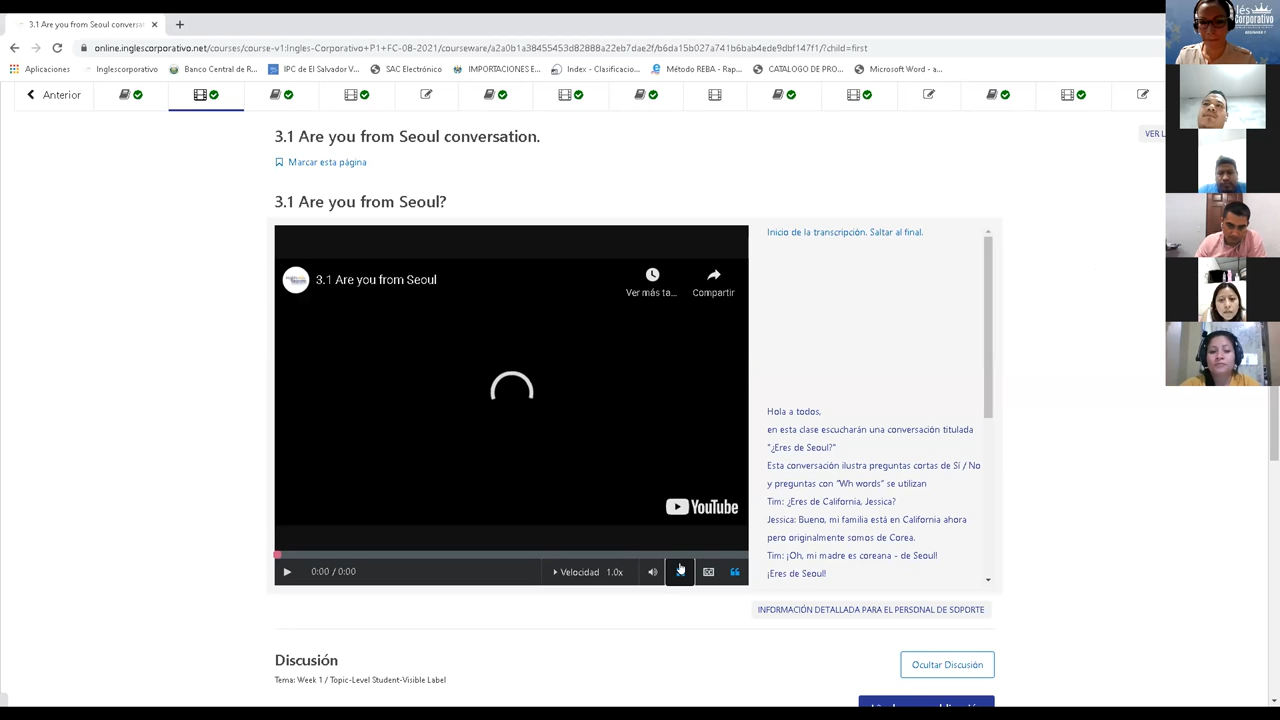 3.1 Are you from Seoul conversat
online.inglescorporativo.net/courses/course-v1:Ingles-Corporativo+P1+FC-08-2021/courseware/a2a0b1a38455453d82888a22eb7dae2f/b6da15b027a741b6bab4ede9dbf147f1/?child=first
Aplicaciones
Inglescorporativo
Banco Central de R...
IPC de El Salvador V...
SAC Electrónico
IMPORTACIONES E...
Index - Clasificacio...
Método REBA - Rap...
CATALOGO DE PRO...
Microsoft Word - a...
Anterior
3.1 Are you from Seoul conversation.
VER L
Marcar esta página
3.1 Are you from Seoul?
3.1 Are you from Seoul
Ver más ta...
Compartir
YouTube
0:00 / 0:00
Velocidad 1.0x
Inicio de la transcripción. Saltar al final.
Hola a todos,
en esta clase escucharán una conversación titulada
"¿Eres de Seoul?"
Esta conversación ilustra preguntas cortas de Sí / No
y preguntas con "Wh words" se utilizan
Tim: ¿Eres de California, Jessica?
Jessica: Bueno, mi familia está en California ahora
pero originalmente somos de Corea.
Tim: ¡Oh, mi madre es coreana - de Seoul!
¡Eres de Seoul!
INFORMACIÓN DETALLADA PARA EL PERSONAL DE SOPORTE
Discusión
Ocultar Discusión
Tema: Week 1 / Topic-Level Student-Visible Label
lés
Corporativo